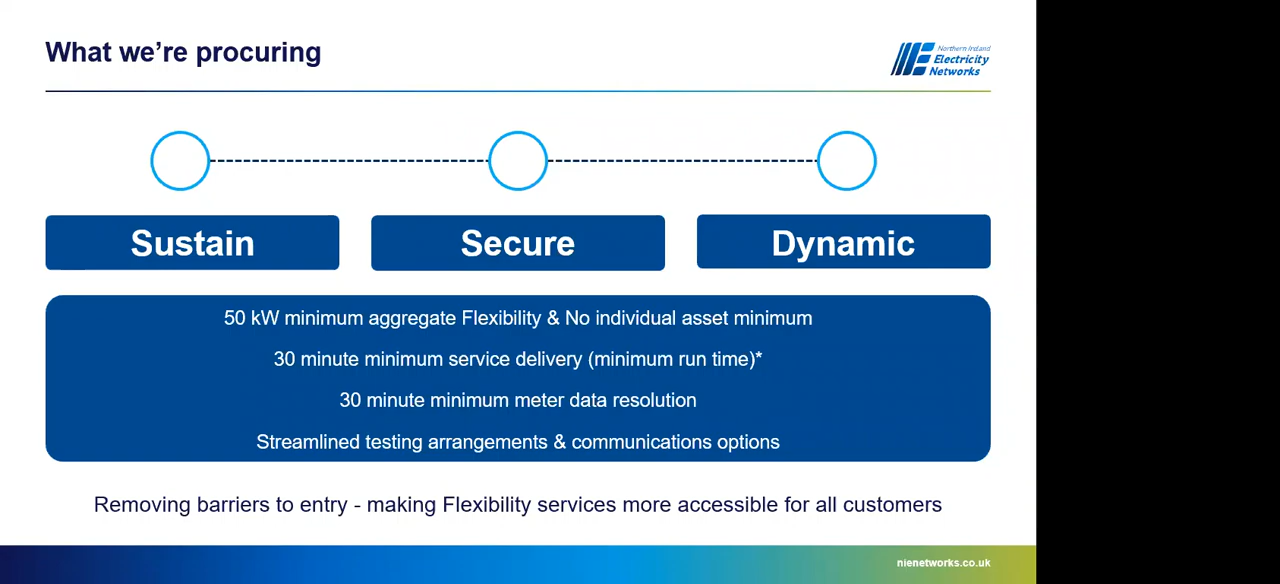 What we’re procuring
Northern Ireland
Electricity
Networks
Sustain
Secure
Dynamic
50 kW minimum aggregate Flexibility & No individual asset minimum
30 minute minimum service delivery (minimum run time)*
30 minute minimum meter data resolution
Streamlined testing arrangements & communications options
Removing barriers to entry - making Flexibility services more accessible for all customers
nienetworks.co.uk